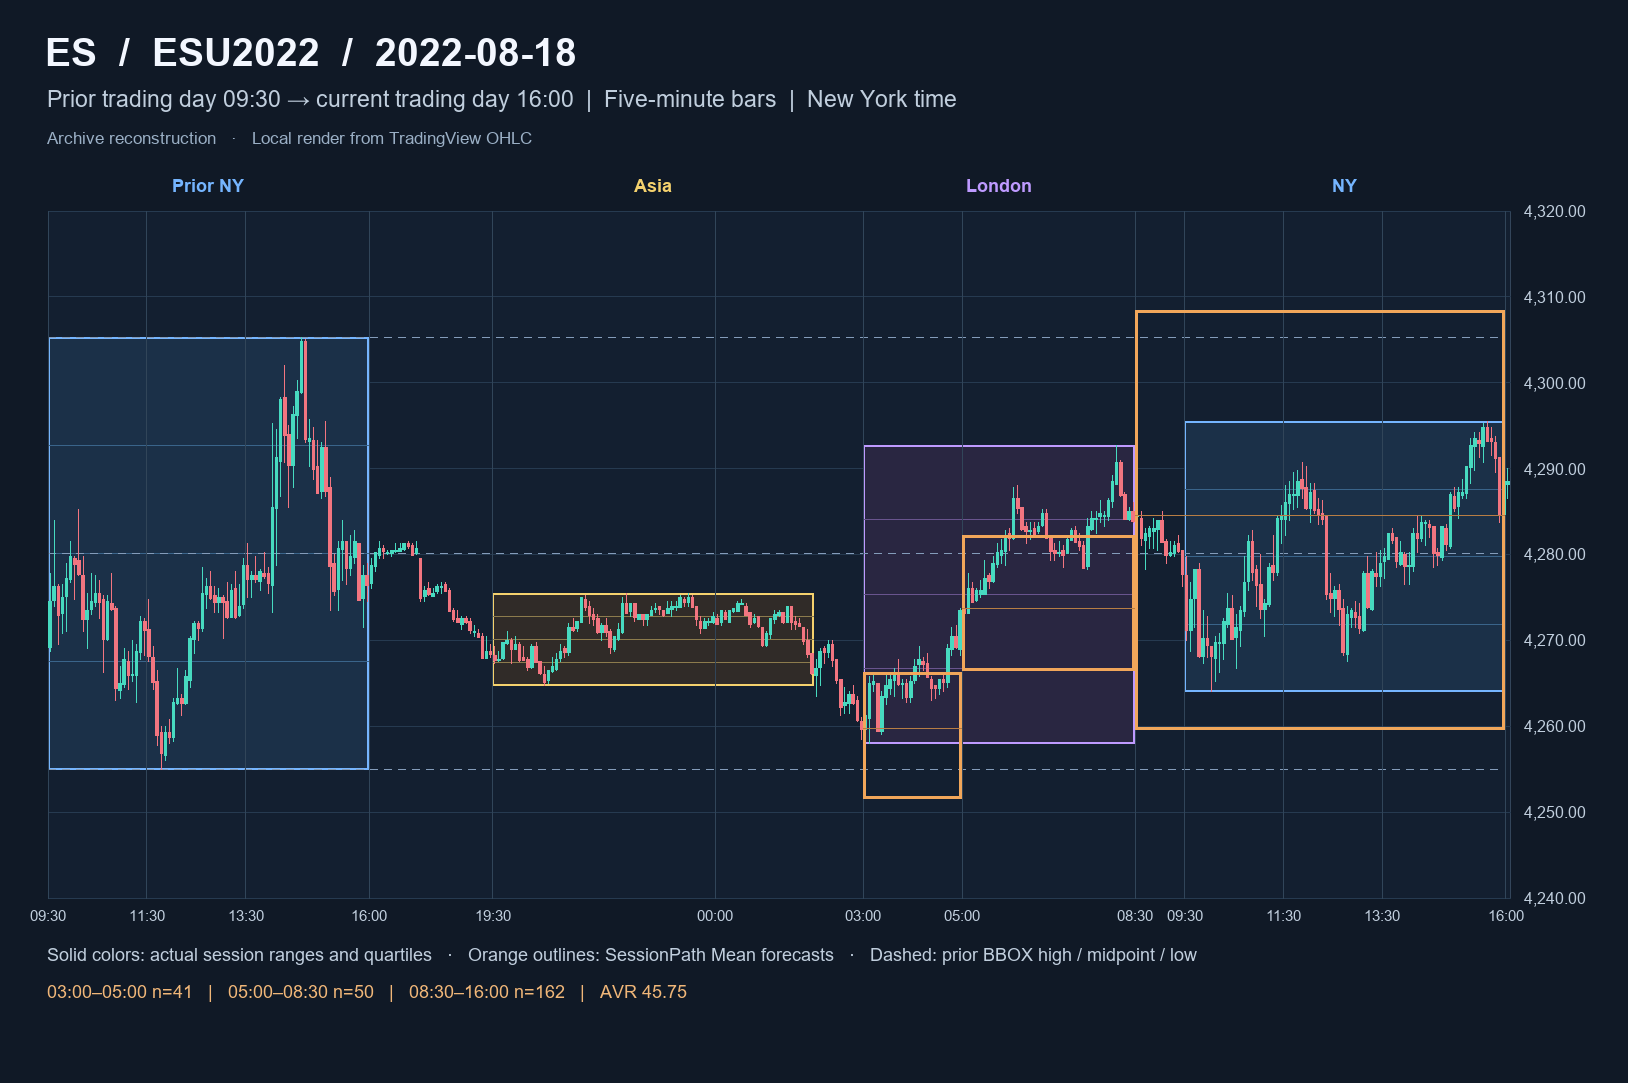 ES / ESU2022 / 2022-08-18
Prior trading day 09:30 → current trading day 16:00 | Five-minute bars | New York time
Archive reconstruction · Local render from TradingView OHLC
Prior NY Asia London NY
4,320.00
4,310.00
4,300.00
4,290.00
4,280.00
4,270.00
4,260.00
4,250.00
4,240.00
09:30 11:30 13:30 16:00 19:30 00:00 03:00 05:00 08:30 09:30 11:30 13:30 16:00
Solid colors: actual session ranges and quartiles · Orange outlines: SessionPath Mean forecasts · Dashed: prior BBOX high / midpoint / low
03:00–05:00 n=41 | 05:00–08:30 n=50 | 08:30–16:00 n=162 | AVR 45.75